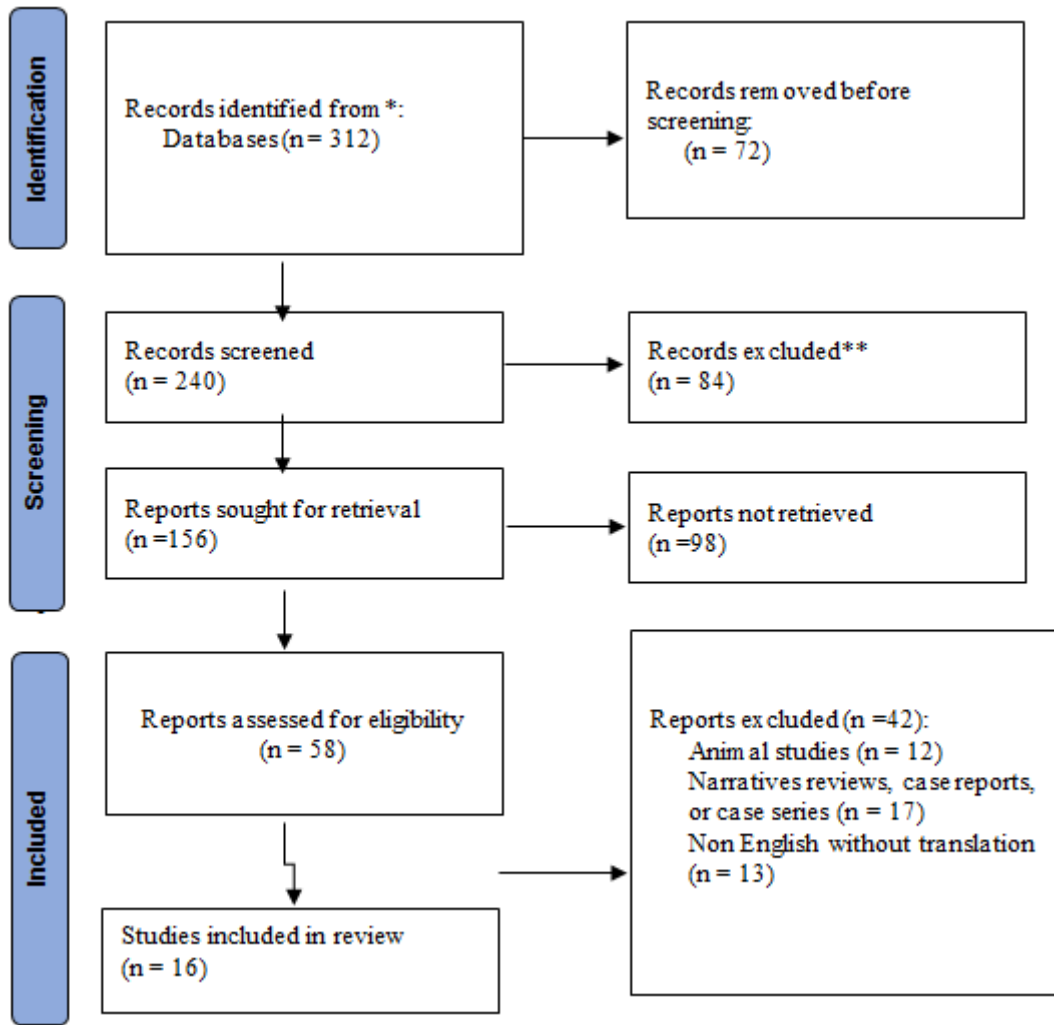 Identification
Records identified from *:
Databases (n = 312)
Records removed before
screening:
(n = 72)
Screening
Records screened
(n = 240)
Records excluded**
(n = 84)
Reports sought for retrieval
(n =156)
Reports not retrieved
(n =98)
Included
Reports assessed for eligibility
(n = 58)
Reports excluded (n =42):
Animal studies (n = 12)
Narratives reviews, case reports,
or case series (n = 17)
Non English without translation
(n = 13)
Studies included in review
(n = 16)